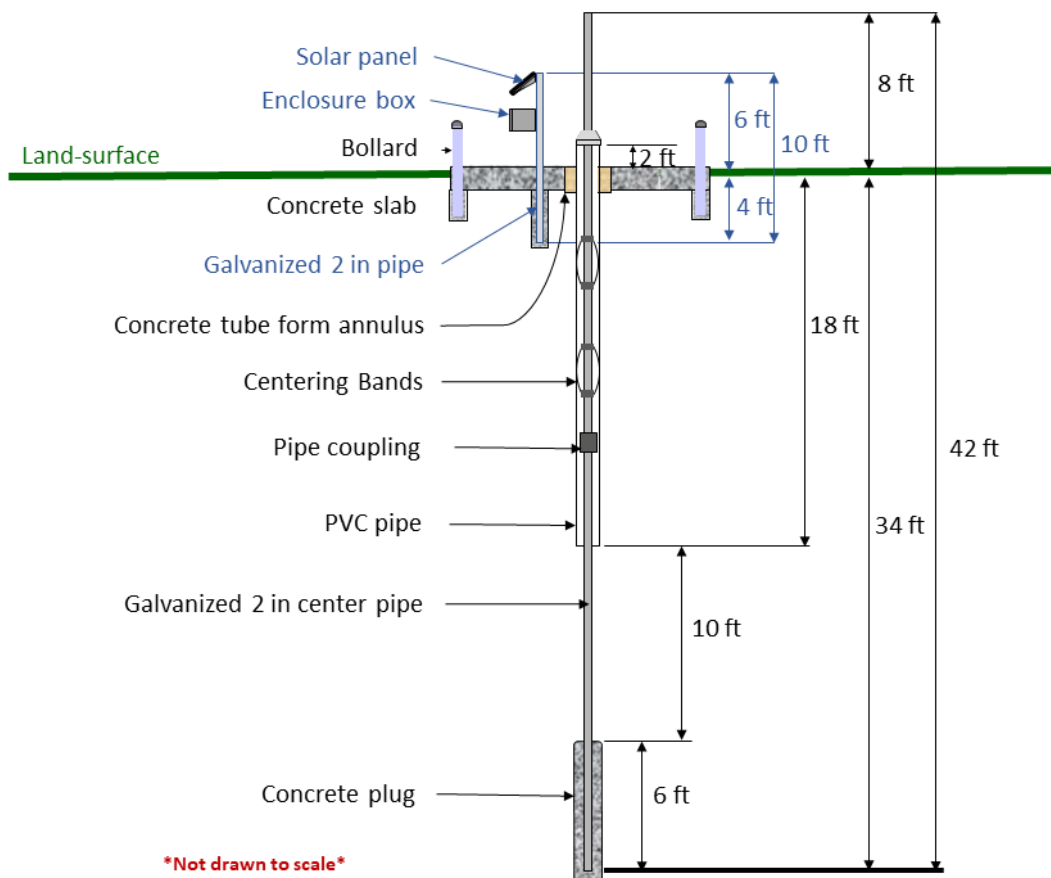 Solar panel
Enclosure box
Bollard
Land-surface
Concrete slab
Galvanized 2 in pipe
Concrete tube form annulus
Centering Bands
Pipe coupling
PVC pipe
Galvanized 2 in center pipe
Concrete plug
*Not drawn to scale*
2 ft
6 ft
10 ft
4 ft
8 ft
18 ft
10 ft
6 ft
34 ft
42 ft